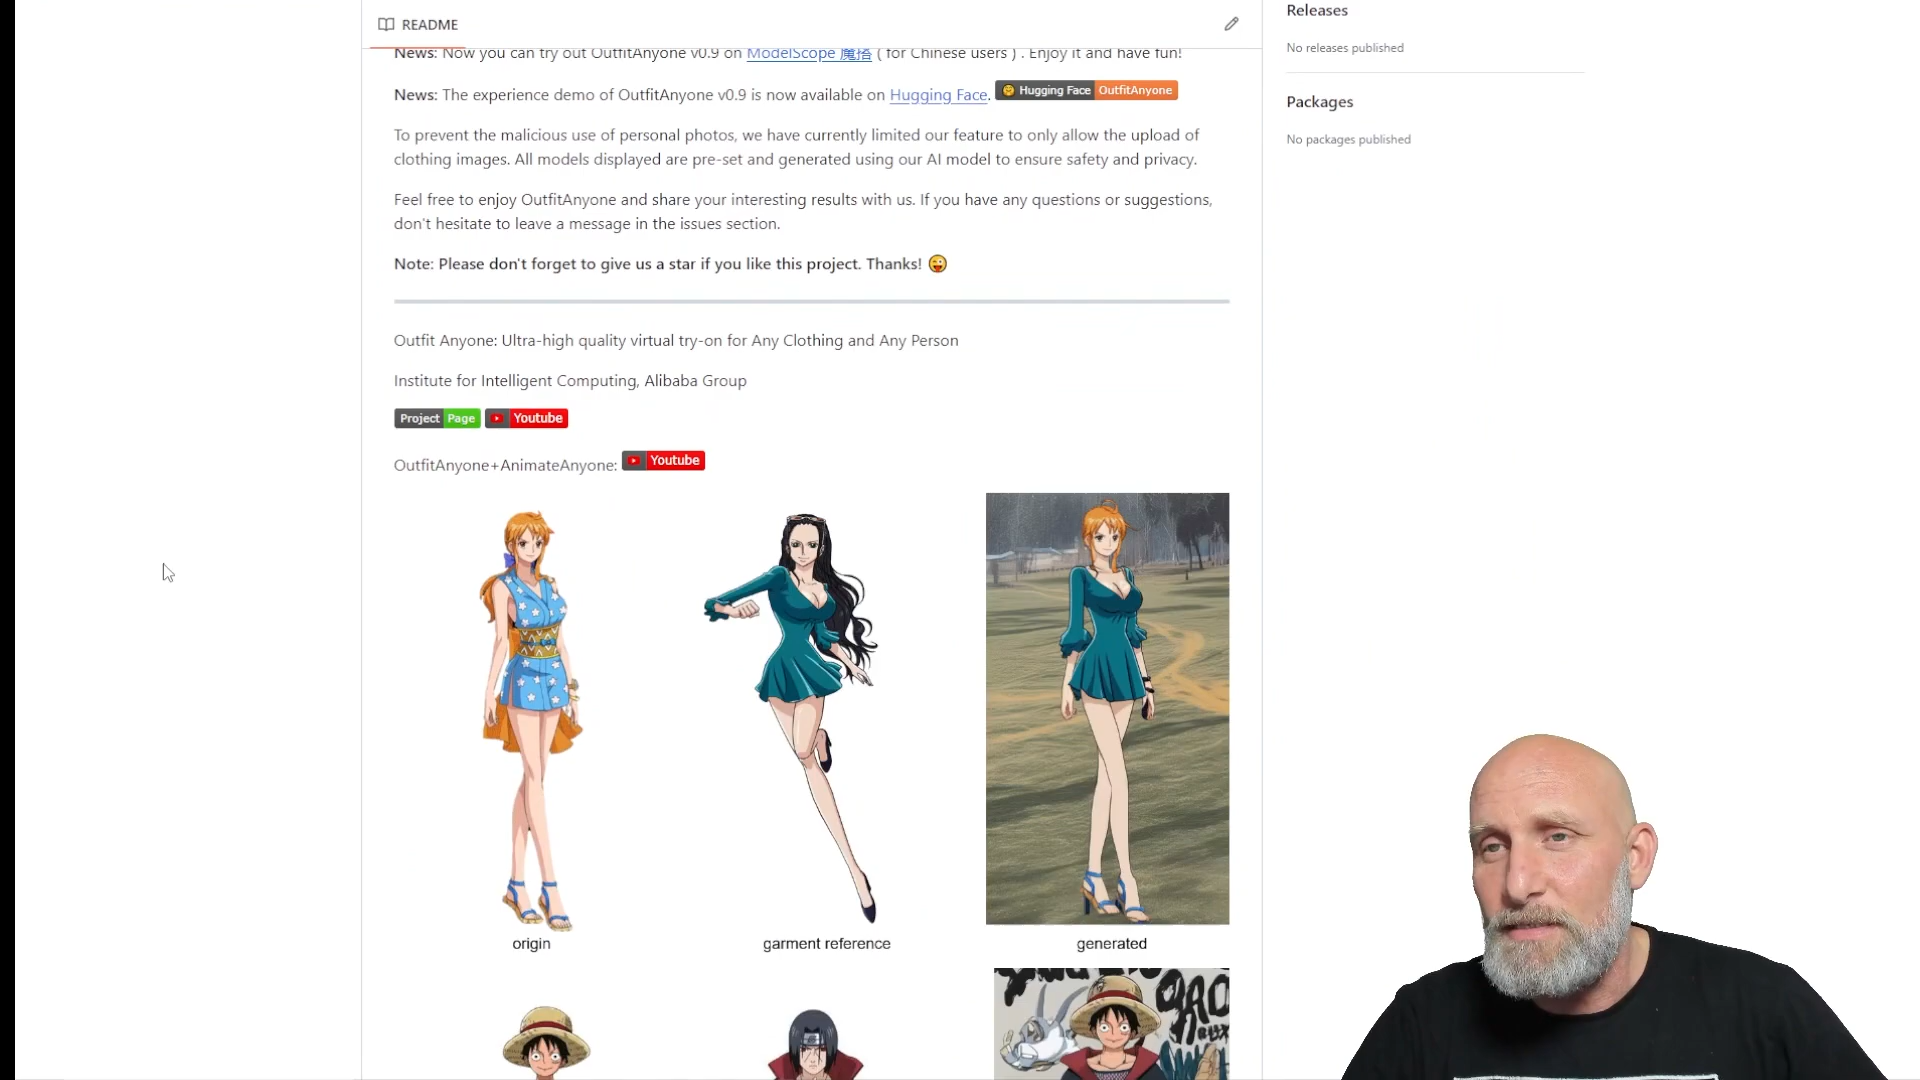 README
Releases
No releases published
Packages
No packages published
News: Now you can try out OutfitAnyone v0.9 on ModelScope 魔搭 ( for Chinese users ) . Enjoy it and have fun!
News: The experience demo of OutfitAnyone v0.9 is now available on Hugging Face. Hugging Face OutfitAnyone
To prevent the malicious use of personal photos, we have currently limited our feature to only allow the upload of
clothing images. All models displayed are pre-set and generated using our AI model to ensure safety and privacy.
Feel free to enjoy OutfitAnyone and share your interesting results with us. If you have any questions or suggestions,
don't hesitate to leave a message in the issues section.
Note: Please don't forget to give us a star if you like this project. Thanks! 😜
Outfit Anyone: Ultra-high quality virtual try-on for Any Clothing and Any Person
Institute for Intelligent Computing, Alibaba Group
Project Page Youtube
OutfitAnyone+AnimateAnyone: Youtube
origin garment reference generated